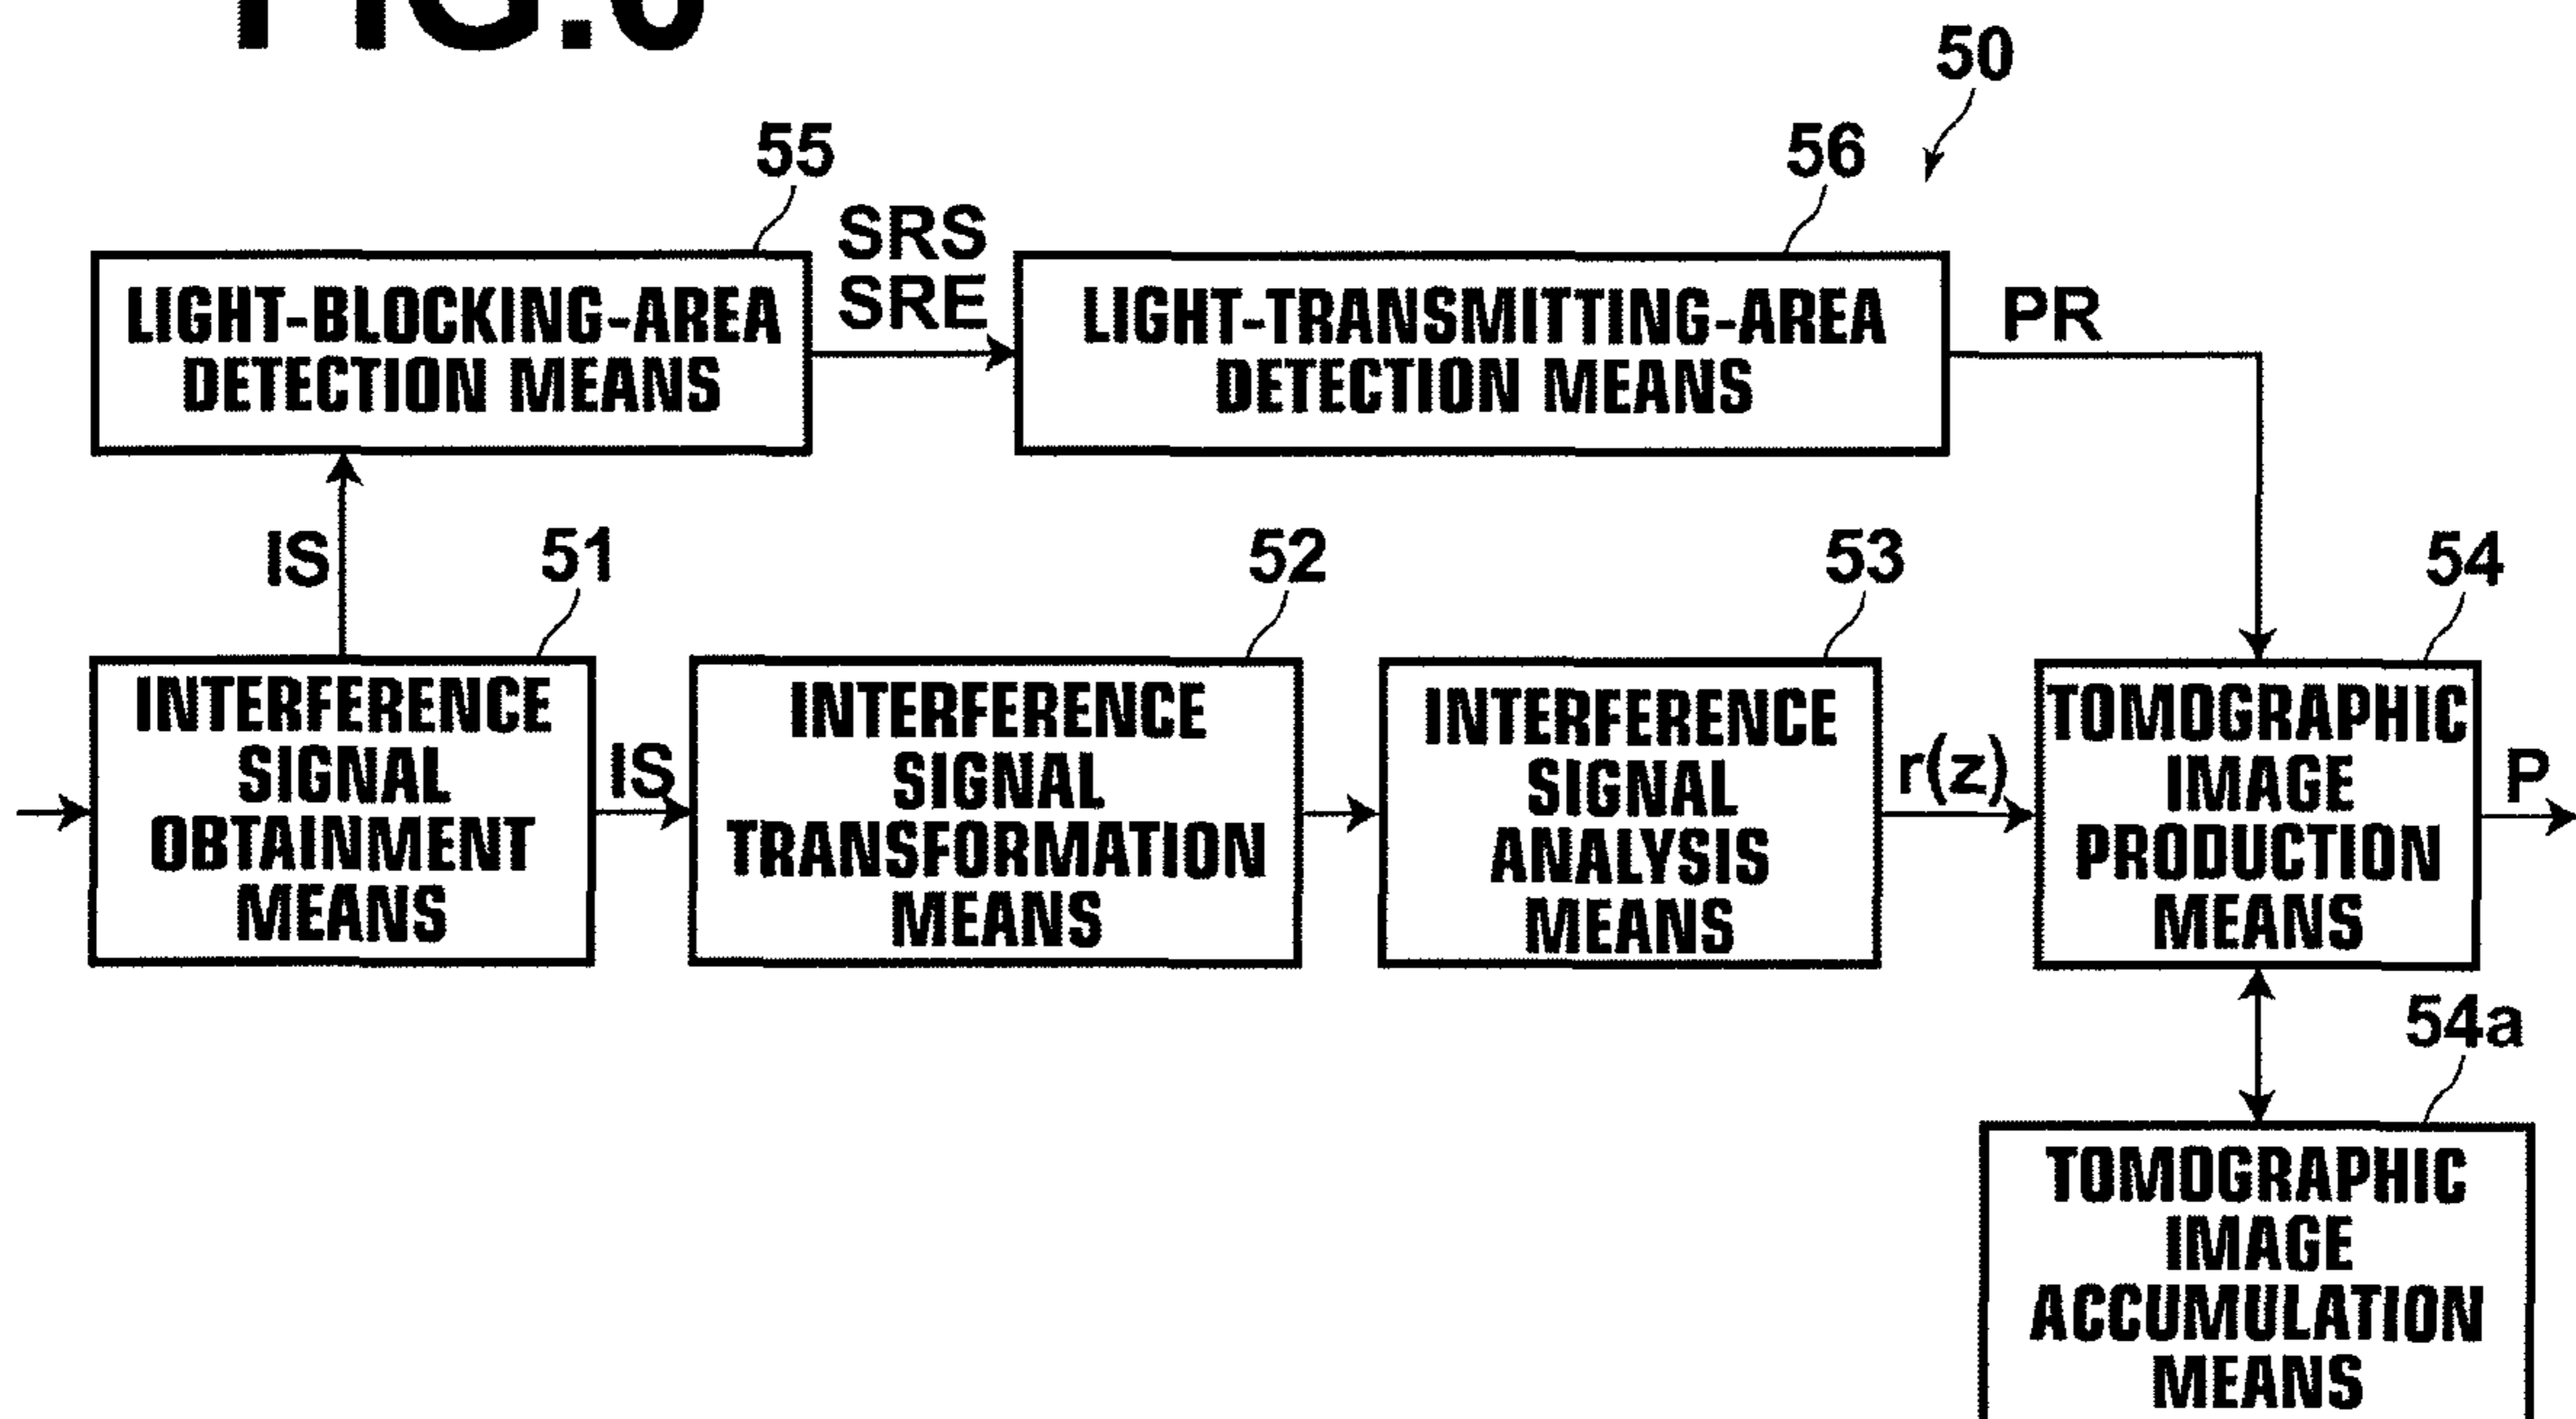 FIG.6
50
55
56
SRS
SRE
LIGHT-BLOCKING-AREA
DETECTION MEANS
LIGHT-TRANSMITTING-AREA
DETECTION MEANS
PR
IS
51
52
53
54
INTERFERENCE
SIGNAL
OBTAINMENT
MEANS
IS
INTERFERENCE
SIGNAL
TRANSFORMATION
MEANS
INTERFERENCE
SIGNAL
ANALYSIS
MEANS
r(z)
TOMOGRAPHIC
IMAGE
PRODUCTION
MEANS
P
54a
TOMOGRAPHIC
IMAGE
ACCUMULATION
MEANS